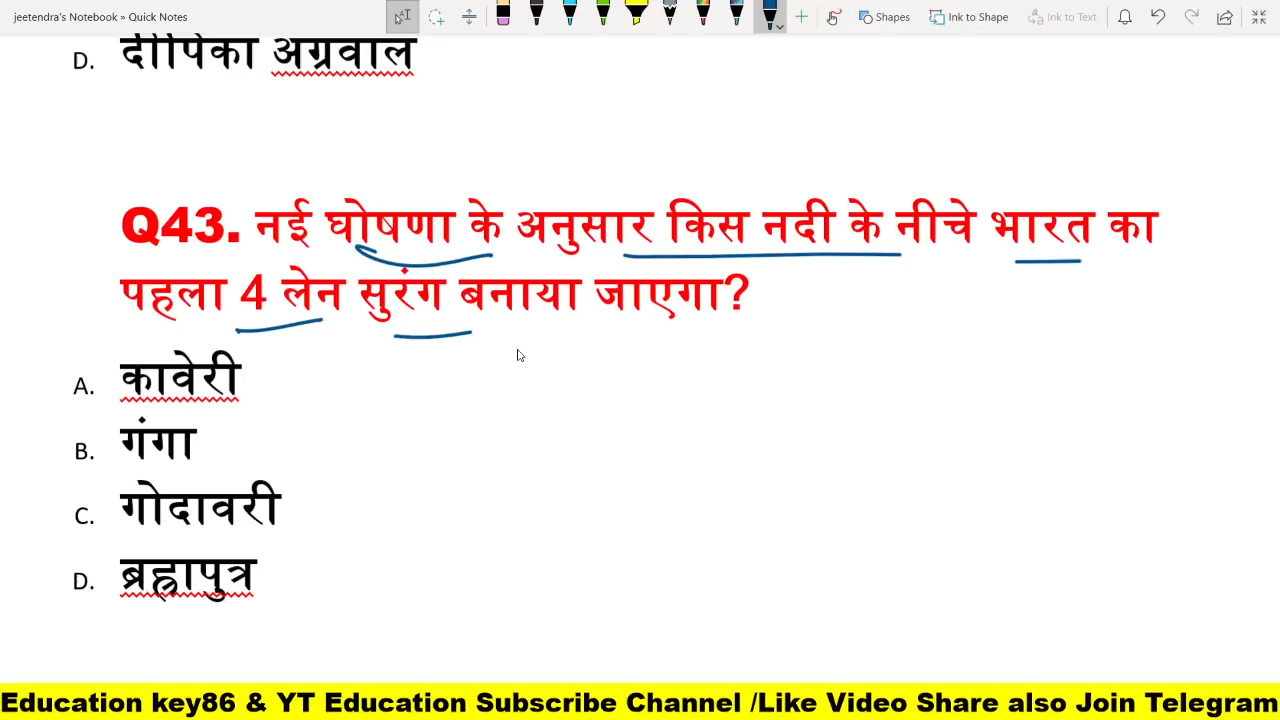 jeetendra's Notebook » Quick Notes
Shapes Ink to Shape Ink to Text
D. दीपिका अग्रवाल
Q43. नई घोषणा के अनुसार किस नदी के नीचे भारत का
पहला 4 लेन सुरंग बनाया जाएगा?
A. कावेरी
B. गंगा
C. गोदावरी
D. ब्रह्रापुत्र
Education key86 & YT Education Subscribe Channel /Like Video Share also Join Telegram